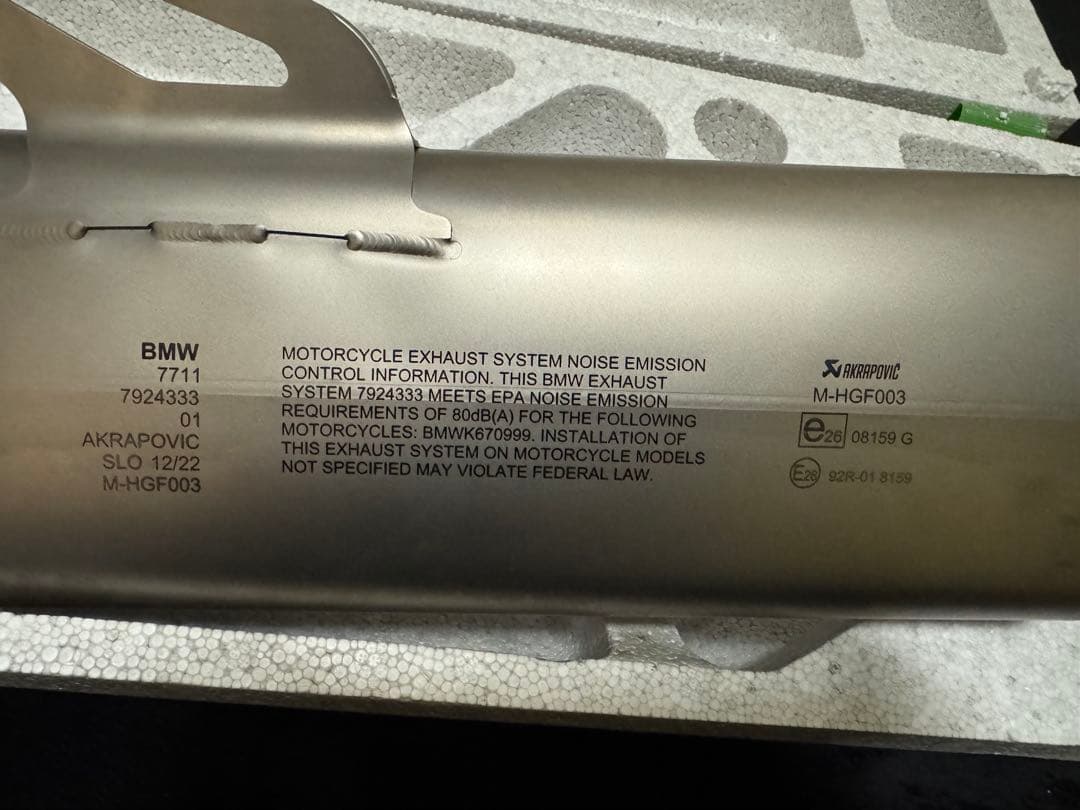 BMW
7711
7924333
01
AKRAPOVIC
SLO 12/22
M-HGF003
MOTORCYCLE EXHAUST SYSTEM NOISE EMISSION
CONTROL INFORMATION. THIS BMW EXHAUST
SYSTEM 7924333 MEETS EPA NOISE EMISSION
REQUIREMENTS OF 80dB(A) FOR THE FOLLOWING
MOTORCYCLES: BMWK670999. INSTALLATION OF
THIS EXHAUST SYSTEM ON MOTORCYCLE MODELS
NOT SPECIFIED MAY VIOLATE FEDERAL LAW.
AKRAPOVIČ
M-HGF003
e26 08159 G
E26 92R-01 8159